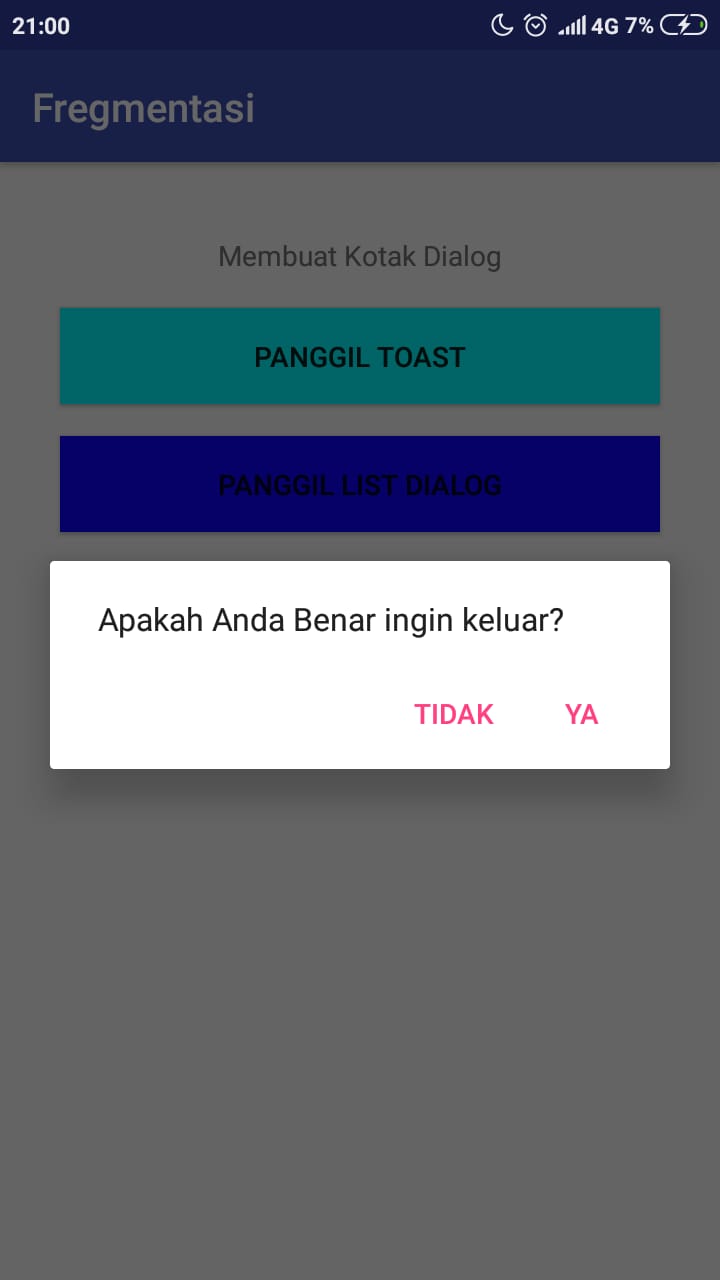 21:00 4G 7%
Fregmentasi
Membuat Kotak Dialog
PANGGIL TOAST
PANGGIL LIST DIALOG
Apakah Anda Benar ingin keluar?
TIDAK YA